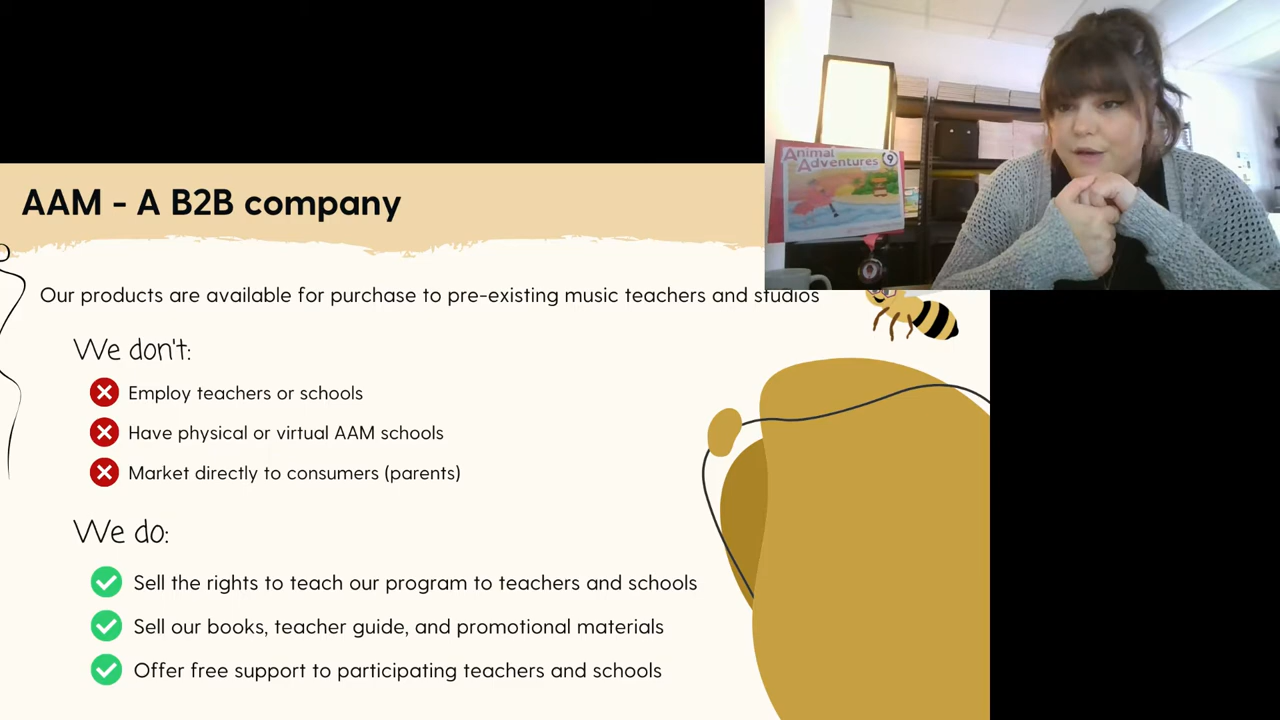 Animal
Adventures
9
AAM - A B2B company
Our products are available for purchase to pre-existing music teachers and studios
We don't:
Employ teachers or schools
Have physical or virtual AAM schools
Market directly to consumers (parents)
We do:
Sell the rights to teach our program to teachers and schools
Sell our books, teacher guide, and promotional materials
Offer free support to participating teachers and schools